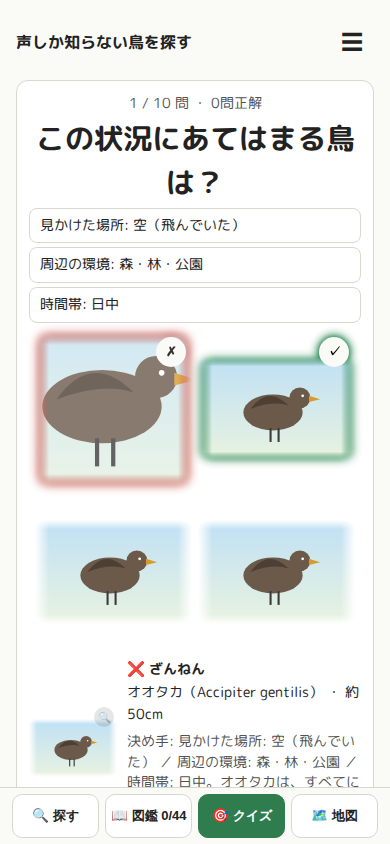 声しか知らない鳥を探す
1 / 10 問 ・ 0問正解
この状況にあてはまる鳥
は？
見かけた場所: 空（飛んでいた）
周辺の環境: 森・林・公園
時間帯: 日中
✗
✓
❌ ざんねん
オオタカ（Accipiter gentilis） ・ 約
50cm
決め手: 見かけた場所: 空（飛んでい
た） ／ 周辺の環境: 森・林・公園 ／
時間帯: 日中。オオタカは、すべてに
🔍 探す
📖 図鑑 0/44
🎯 クイズ
🗺️ 地図